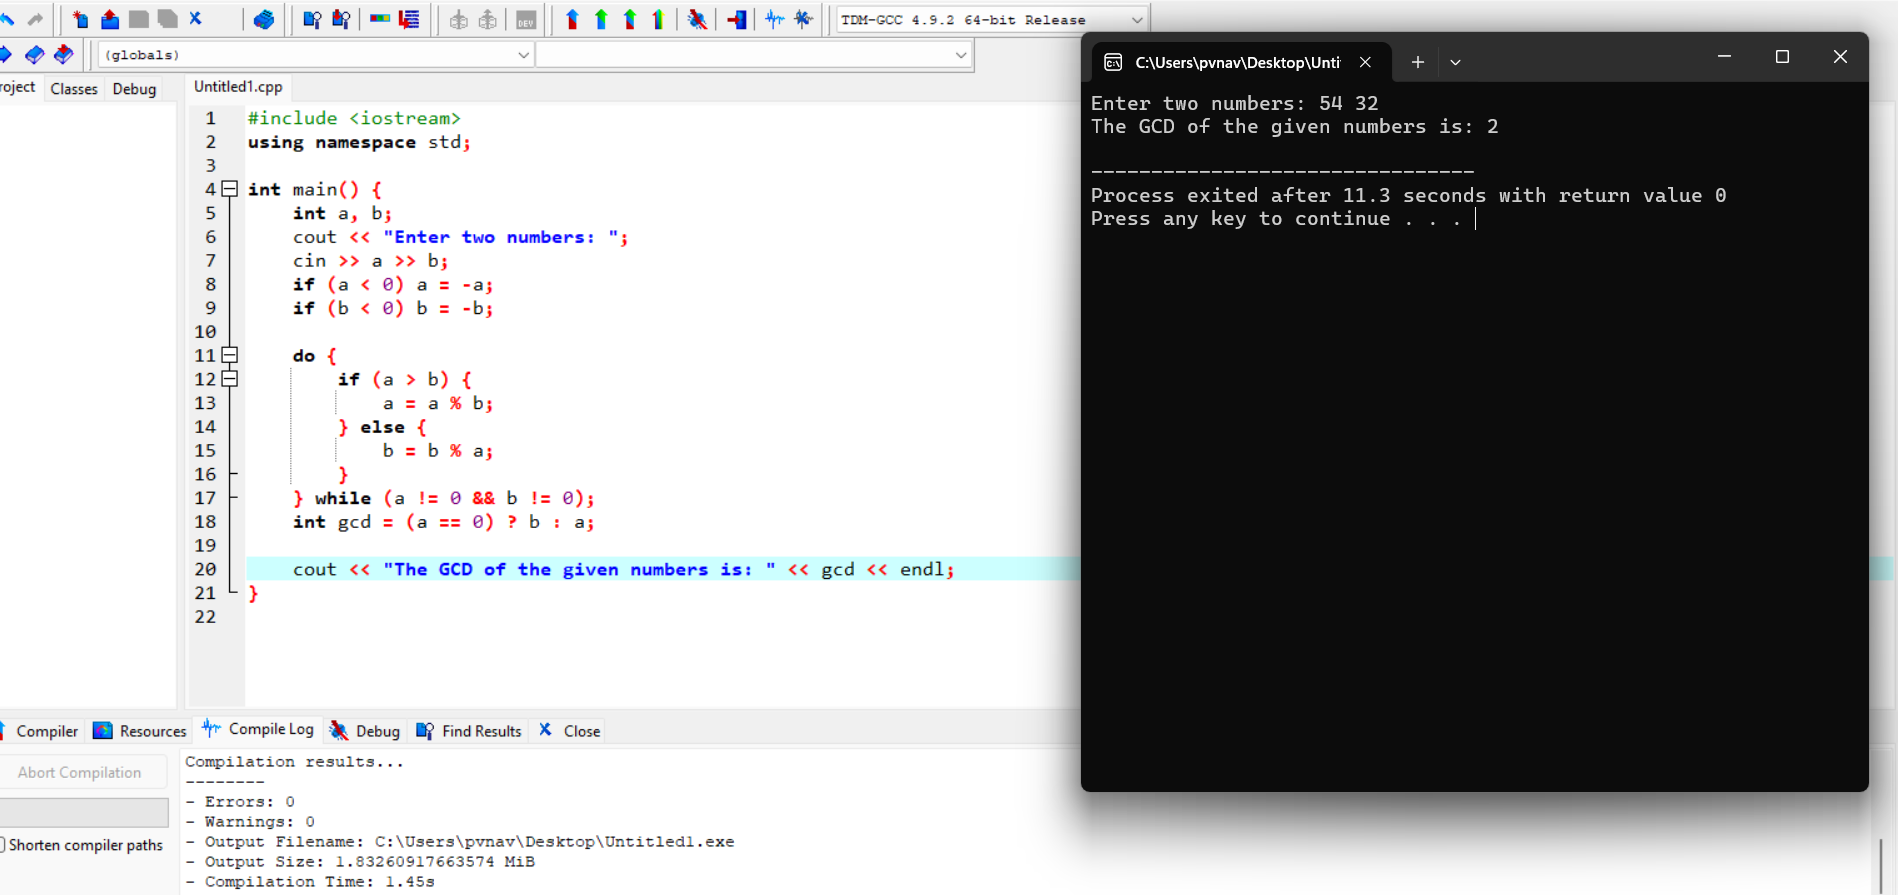 TDM-GCC 4.9.2 64-bit Release
(globals)
roject Classes Debug
Untitled1.cpp
1 #include <iostream>
2 using namespace std;
3
4 int main() {
5 int a, b;
6 cout << "Enter two numbers: ";
7 cin >> a >> b;
8 if (a < 0) a = -a;
9 if (b < 0) b = -b;
10
11 do {
12 if (a > b) {
13 a = a % b;
14 } else {
15 b = b % a;
16 }
17 } while (a != 0 && b != 0);
18 int gcd = (a == 0) ? b : a;
19
20 cout << "The GCD of the given numbers is: " << gcd << endl;
21 }
22
C:\Users\pvnav\Desktop\Unti
Enter two numbers: 54 32
The GCD of the given numbers is: 2
--------------------------------
Process exited after 11.3 seconds with return value 0
Press any key to continue . . .
Compiler Resources Compile Log Debug Find Results Close
Abort Compilation
Shorten compiler paths
Compilation results...
--------
- Errors: 0
- Warnings: 0
- Output Filename: C:\Users\pvnav\Desktop\Untitled1.exe
- Output Size: 1.83260917663574 MiB
- Compilation Time: 1.45s